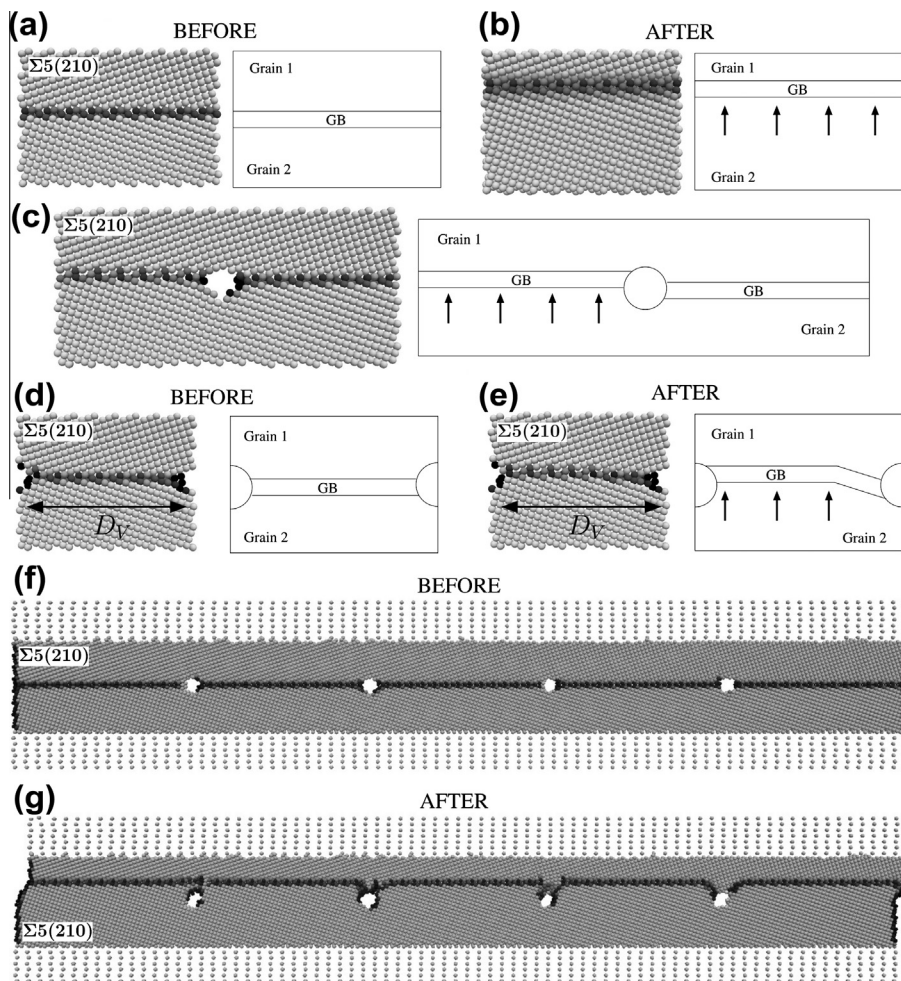 (a)
BEFORE
Σ5(210)
Grain 1
GB
Grain 2
(b)
AFTER
Grain 1
GB
Grain 2
(c)
Σ5(210)
Grain 1
GB
GB
Grain 2
(d)
BEFORE
Σ5(210)
D_V
Grain 1
GB
Grain 2
(e)
AFTER
Σ5(210)
D_V
Grain 1
GB
Grain 2
(f)
BEFORE
Σ5(210)
(g)
AFTER
Σ5(210)